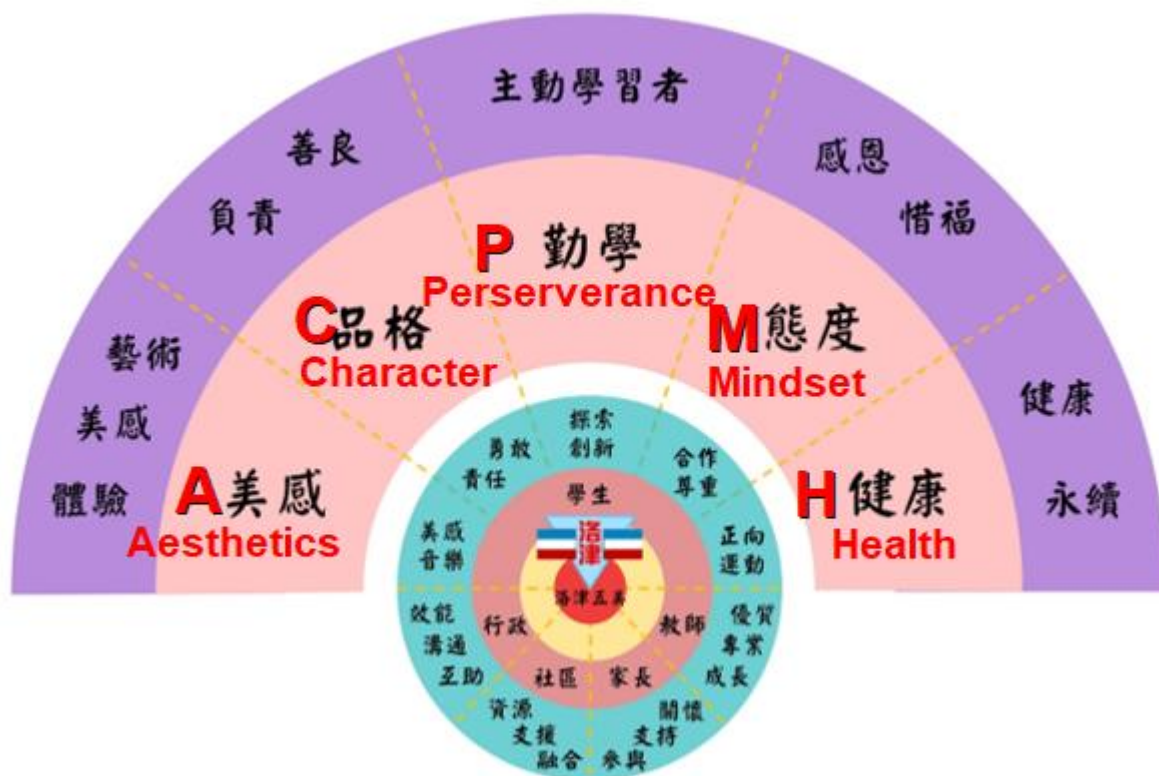 主動學習者
善良
負責
感恩
惜福
藝術
美感
體驗
健康
永續
P 勤學
Perserverance
C 品格
Character
M 態度
Mindset
A 美感
Aesthetics
H 健康
Health
探索
創新
勇敢
責任
合作
尊重
美感
音樂
正向
運動
學生
洛津
洛津五美
行政
教師
社區
家長
效能
溝通
互助
優質
專業
成長
資源
支援
融合
關懷
支持
參與